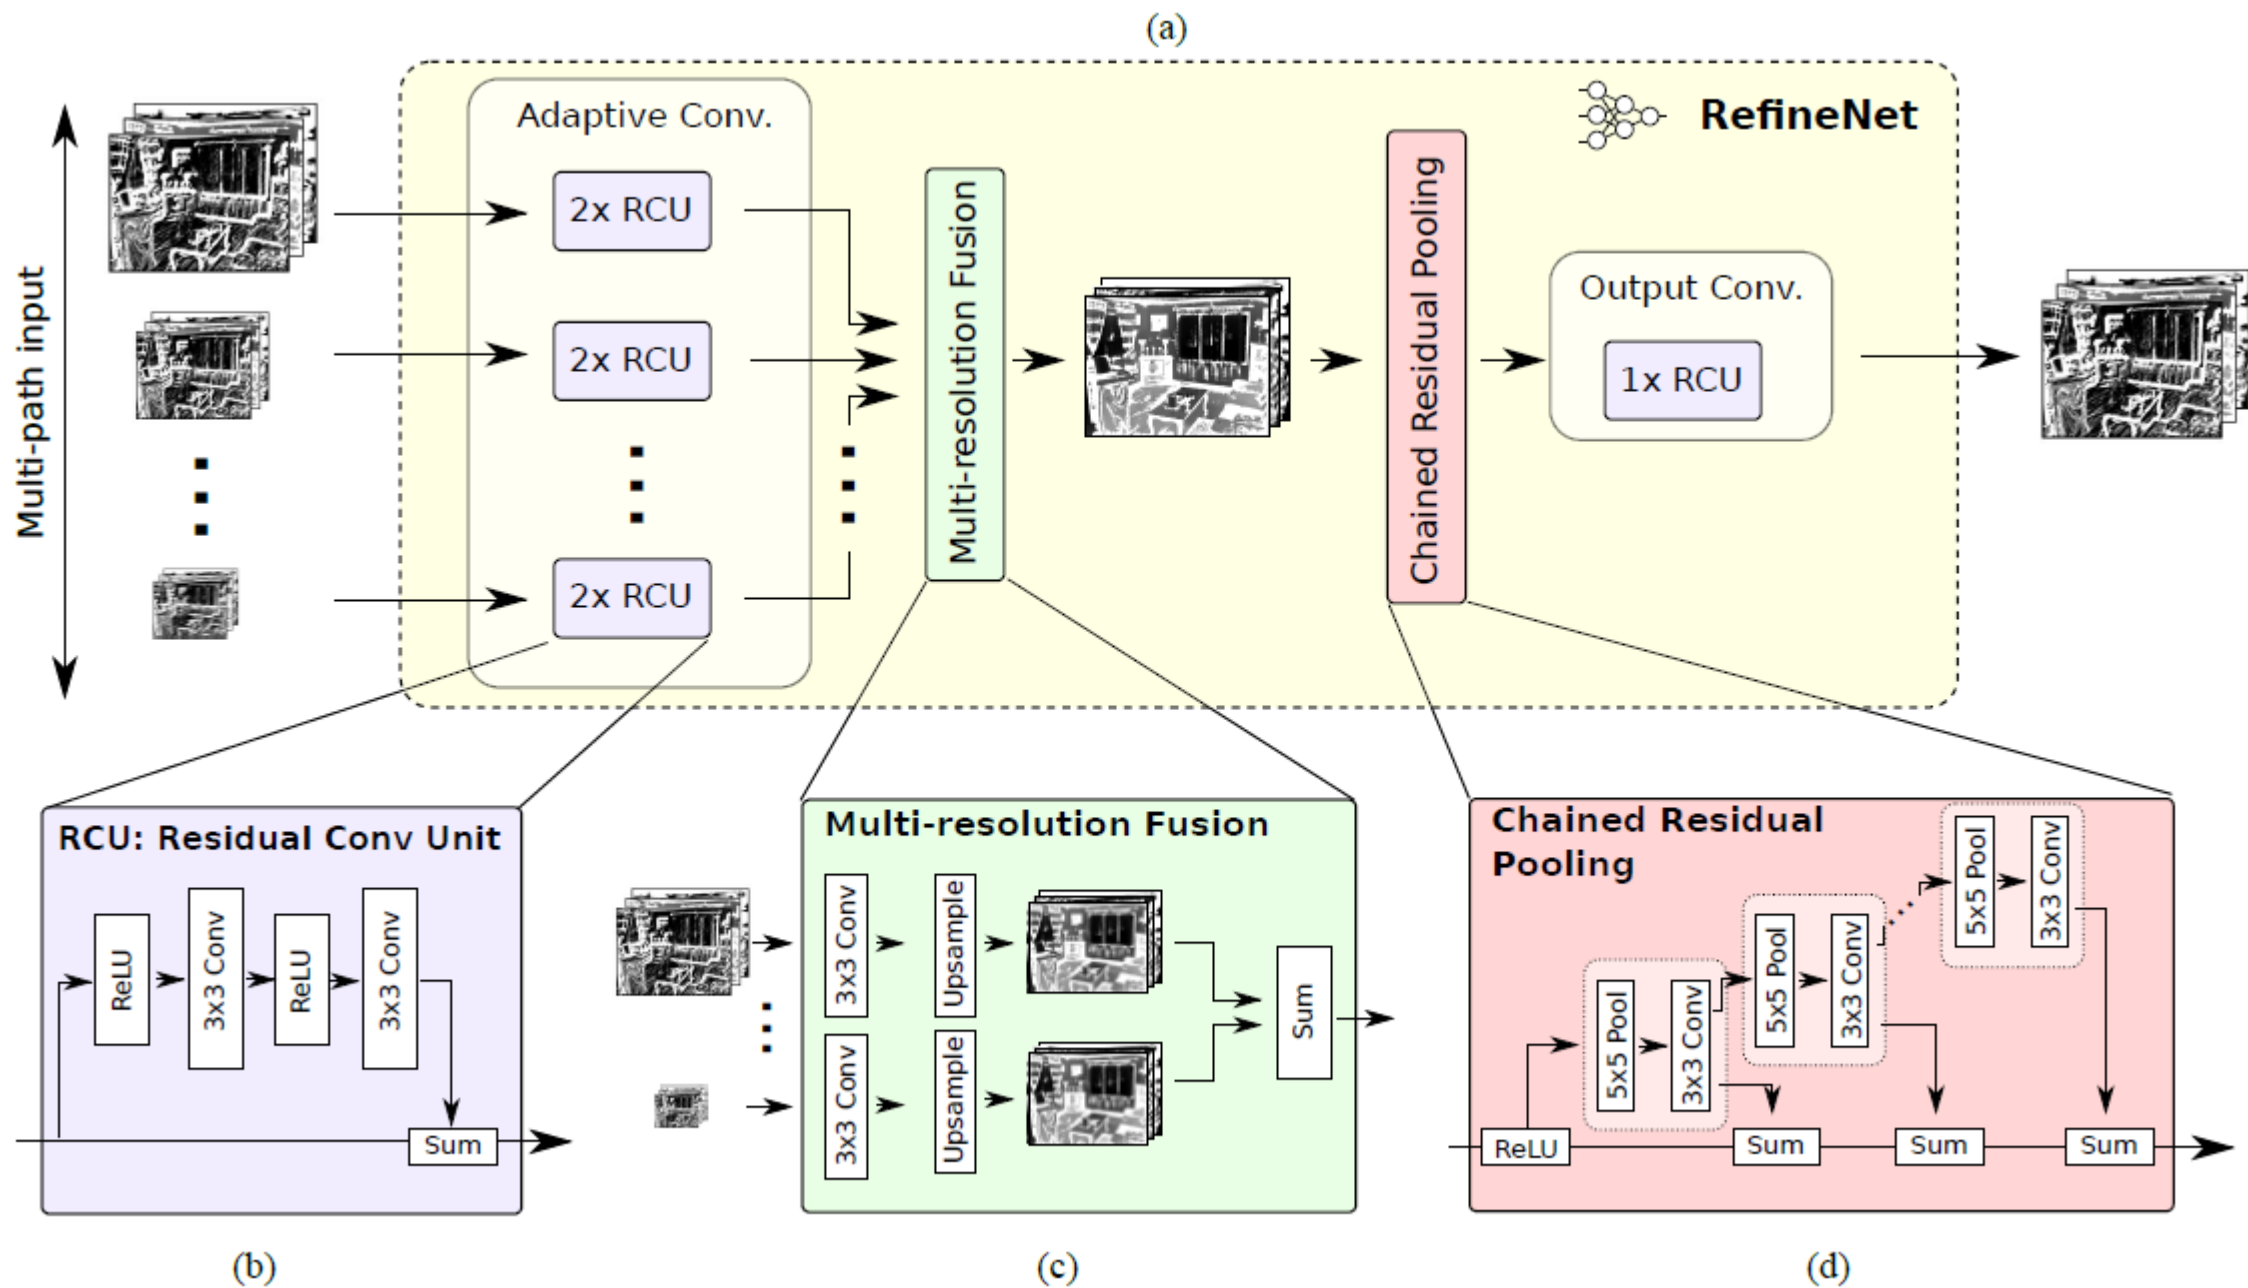 (a)
Multi-path input
Adaptive Conv.
2x RCU
2x RCU
2x RCU
Multi-resolution Fusion
Chained Residual Pooling
RefineNet
Output Conv.
1x RCU
RCU: Residual Conv Unit
ReLU
3x3 Conv
ReLU
3x3 Conv
Sum
Multi-resolution Fusion
3x3 Conv
Upsample
3x3 Conv
Upsample
Sum
Chained Residual
Pooling
5x5 Pool
3x3 Conv
5x5 Pool
3x3 Conv
5x5 Pool
3x3 Conv
ReLU
Sum
Sum
Sum
(b)
(c)
(d)